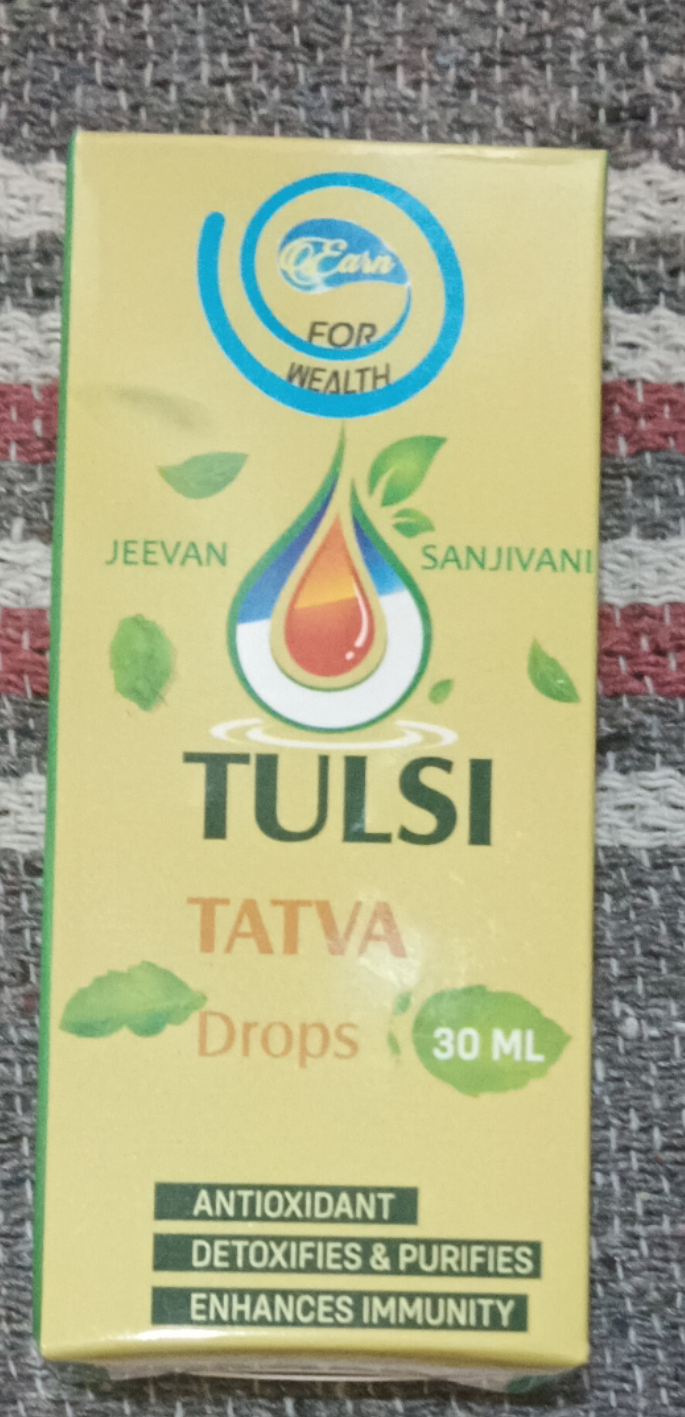 Earn
FOR
WEALTH
JEEVAN SANJIVANI
TULSI
TATVA
Drops 30 ML
ANTIOXIDANT
DETOXIFIES & PURIFIES
ENHANCES IMMUNITY